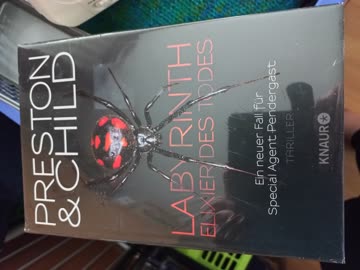 PRESTON
& CHILD
LABYRINTH
ELIXIER DES TODES
Ein neuer Fall für
Special Agent Pendergast
THRILLER
KNAUR